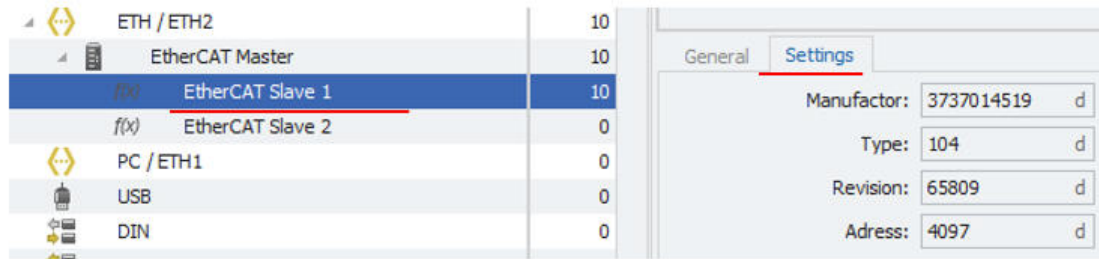 ETH / ETH2 10
EtherCAT Master 10
f(x) EtherCAT Slave 1 10
f(x) EtherCAT Slave 2 0
PC / ETH1 0
USB 0
DIN 0
General Settings
Manufactor: 3737014519 d
Type: 104 d
Revision: 65809 d
Adress: 4097 d